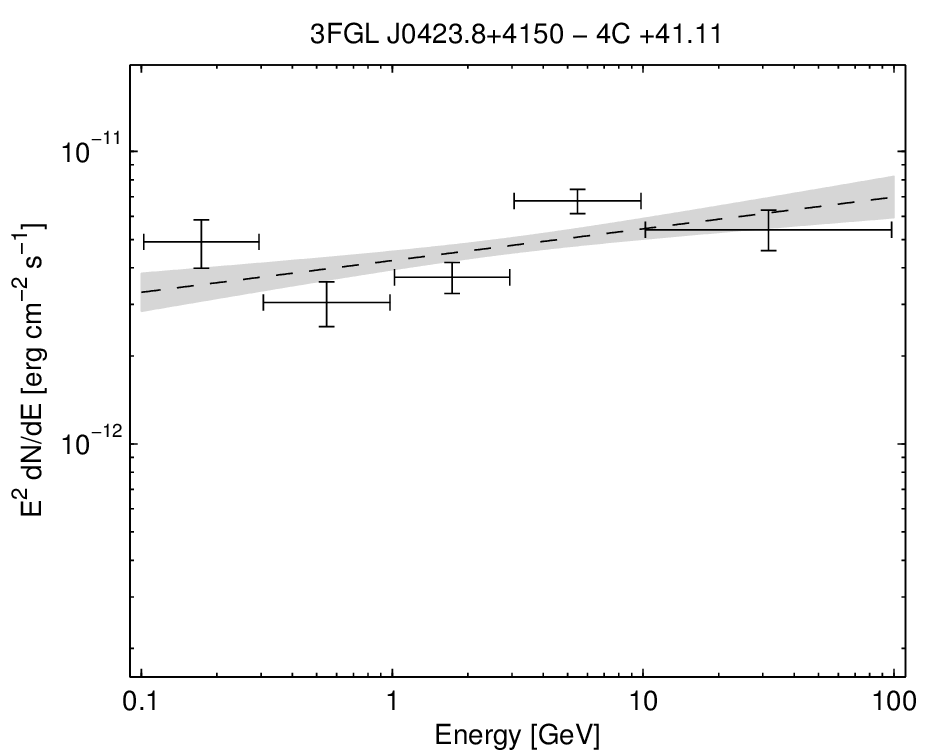 3FGL J0423.8+4150 − 4C +41.11
10⁻¹¹
10⁻¹²
E² dN/dE [erg cm⁻² s⁻¹]
0.1 1 10 100
Energy [GeV]